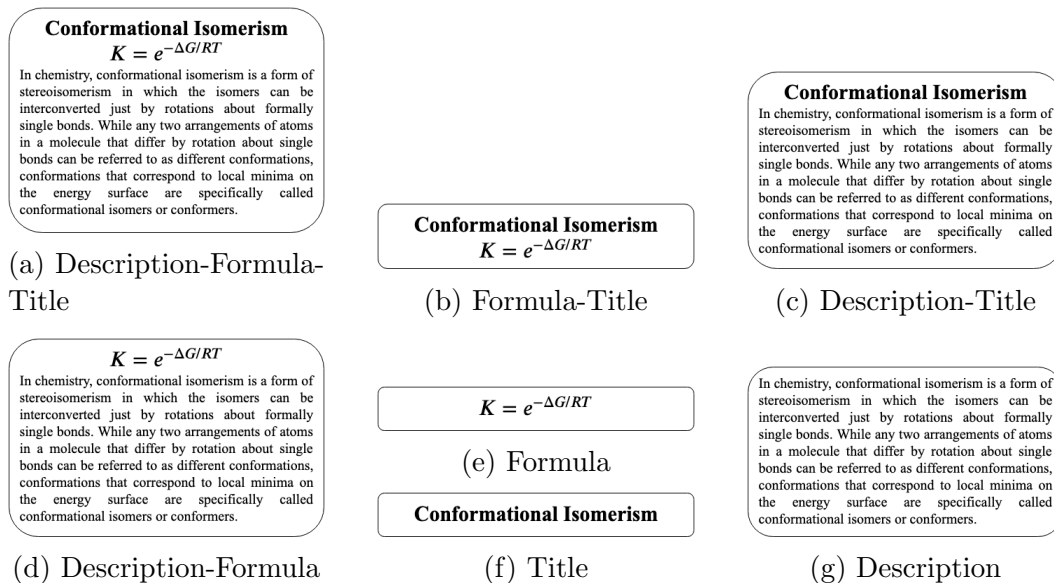 Conformational Isomerism
K = e^{-ΔG/RT}
In chemistry, conformational isomerism is a form of
stereoisomerism in which the isomers can be
interconverted just by rotations about formally
single bonds. While any two arrangements of atoms
in a molecule that differ by rotation about single
bonds can be referred to as different conformations,
conformations that correspond to local minima on
the energy surface are specifically called
conformational isomers or conformers.
(a) Description-Formula-
Title
Conformational Isomerism
K = e^{-ΔG/RT}
(b) Formula-Title
Conformational Isomerism
In chemistry, conformational isomerism is a form of
stereoisomerism in which the isomers can be
interconverted just by rotations about formally
single bonds. While any two arrangements of atoms
in a molecule that differ by rotation about single
bonds can be referred to as different conformations,
conformations that correspond to local minima on
the energy surface are specifically called
conformational isomers or conformers.
(c) Description-Title
K = e^{-ΔG/RT}
In chemistry, conformational isomerism is a form of
stereoisomerism in which the isomers can be
interconverted just by rotations about formally
single bonds. While any two arrangements of atoms
in a molecule that differ by rotation about single
bonds can be referred to as different conformations,
conformations that correspond to local minima on
the energy surface are specifically called
conformational isomers or conformers.
(d) Description-Formula
K = e^{-ΔG/RT}
(e) Formula
Conformational Isomerism
(f) Title
In chemistry, conformational isomerism is a form of
stereoisomerism in which the isomers can be
interconverted just by rotations about formally
single bonds. While any two arrangements of atoms
in a molecule that differ by rotation about single
bonds can be referred to as different conformations,
conformations that correspond to local minima on
the energy surface are specifically called
conformational isomers or conformers.
(g) Description